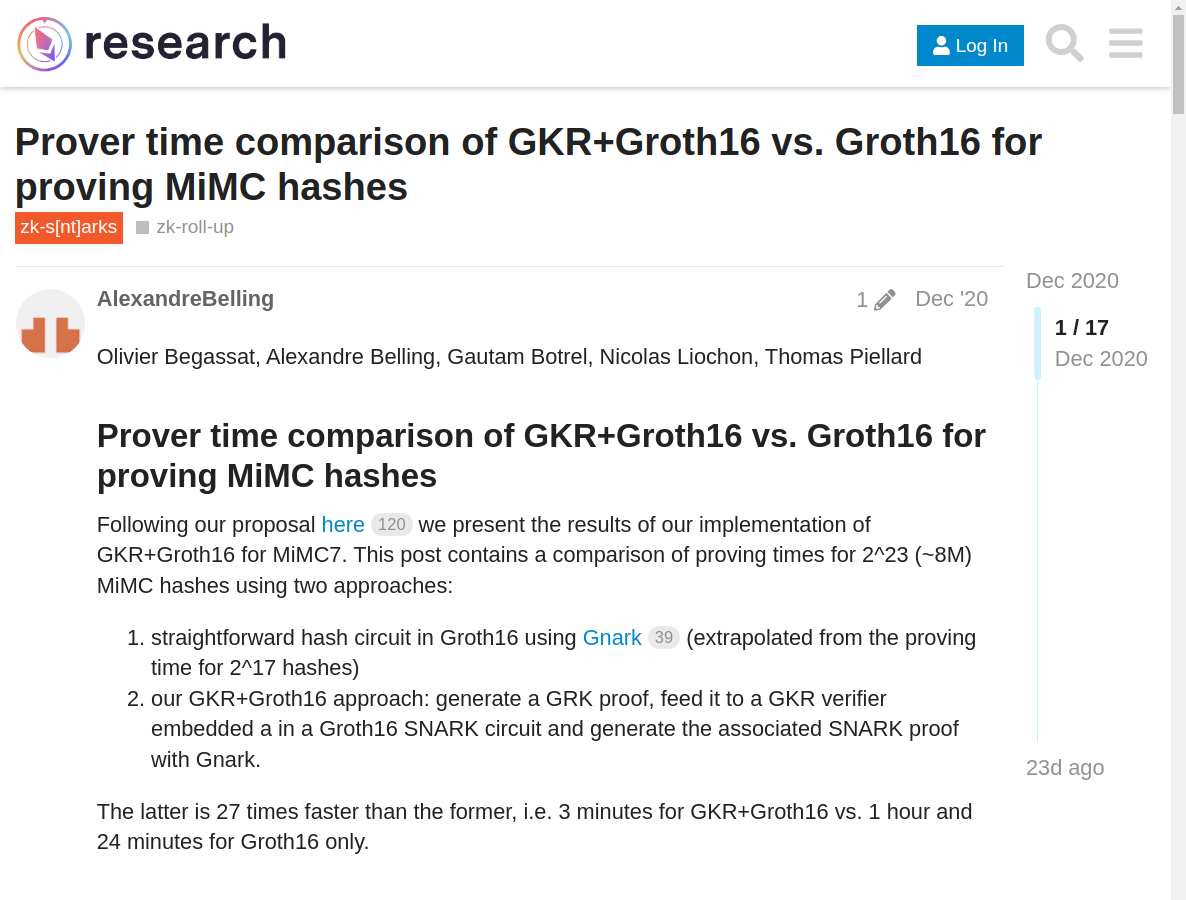 research
Log In
Prover time comparison of GKR+Groth16 vs. Groth16 for
proving MiMC hashes
zk-s[nt]arks zk-roll-up
Dec 2020
AlexandreBelling 1 Dec '20
1 / 17
Dec 2020
Olivier Begassat, Alexandre Belling, Gautam Botrel, Nicolas Liochon, Thomas Piellard
Prover time comparison of GKR+Groth16 vs. Groth16 for
proving MiMC hashes
Following our proposal here 120 we present the results of our implementation of
GKR+Groth16 for MiMC7. This post contains a comparison of proving times for 2^23 (~8M)
MiMC hashes using two approaches:
1. straightforward hash circuit in Groth16 using Gnark 39 (extrapolated from the proving
time for 2^17 hashes)
2. our GKR+Groth16 approach: generate a GRK proof, feed it to a GKR verifier
embedded a in a Groth16 SNARK circuit and generate the associated SNARK proof
with Gnark.
23d ago
The latter is 27 times faster than the former, i.e. 3 minutes for GKR+Groth16 vs. 1 hour and
24 minutes for Groth16 only.